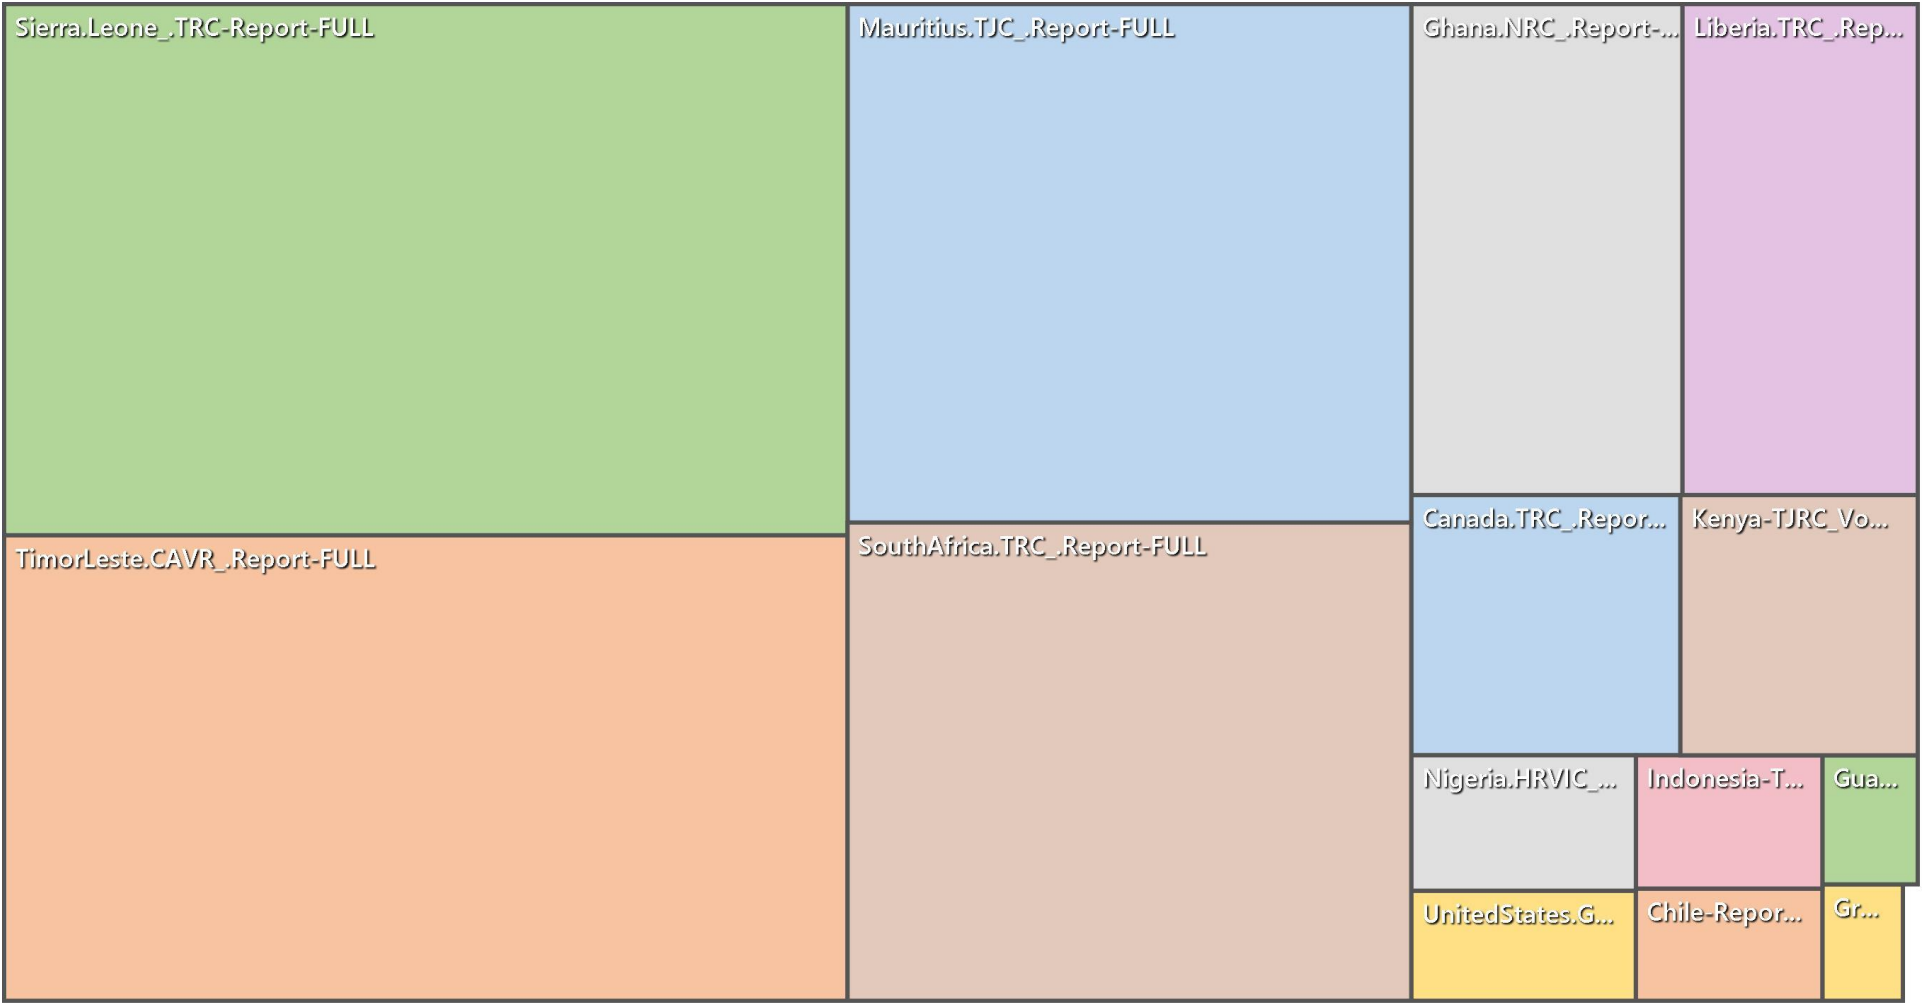 Sierra.Leone_.TRC-Report-FULL
Mauritius.TJC_.Report-FULL
Ghana.NRC_.Report-...
Liberia.TRC_.Rep...
TimorLeste.CAVR_.Report-FULL
SouthAfrica.TRC_.Report-FULL
Canada.TRC_.Repor...
Kenya-TJRC_Vo...
Nigeria.HRVIC_...
Indonesia-T...
Gua...
UnitedStates.G...
Chile-Repor...
Gr...